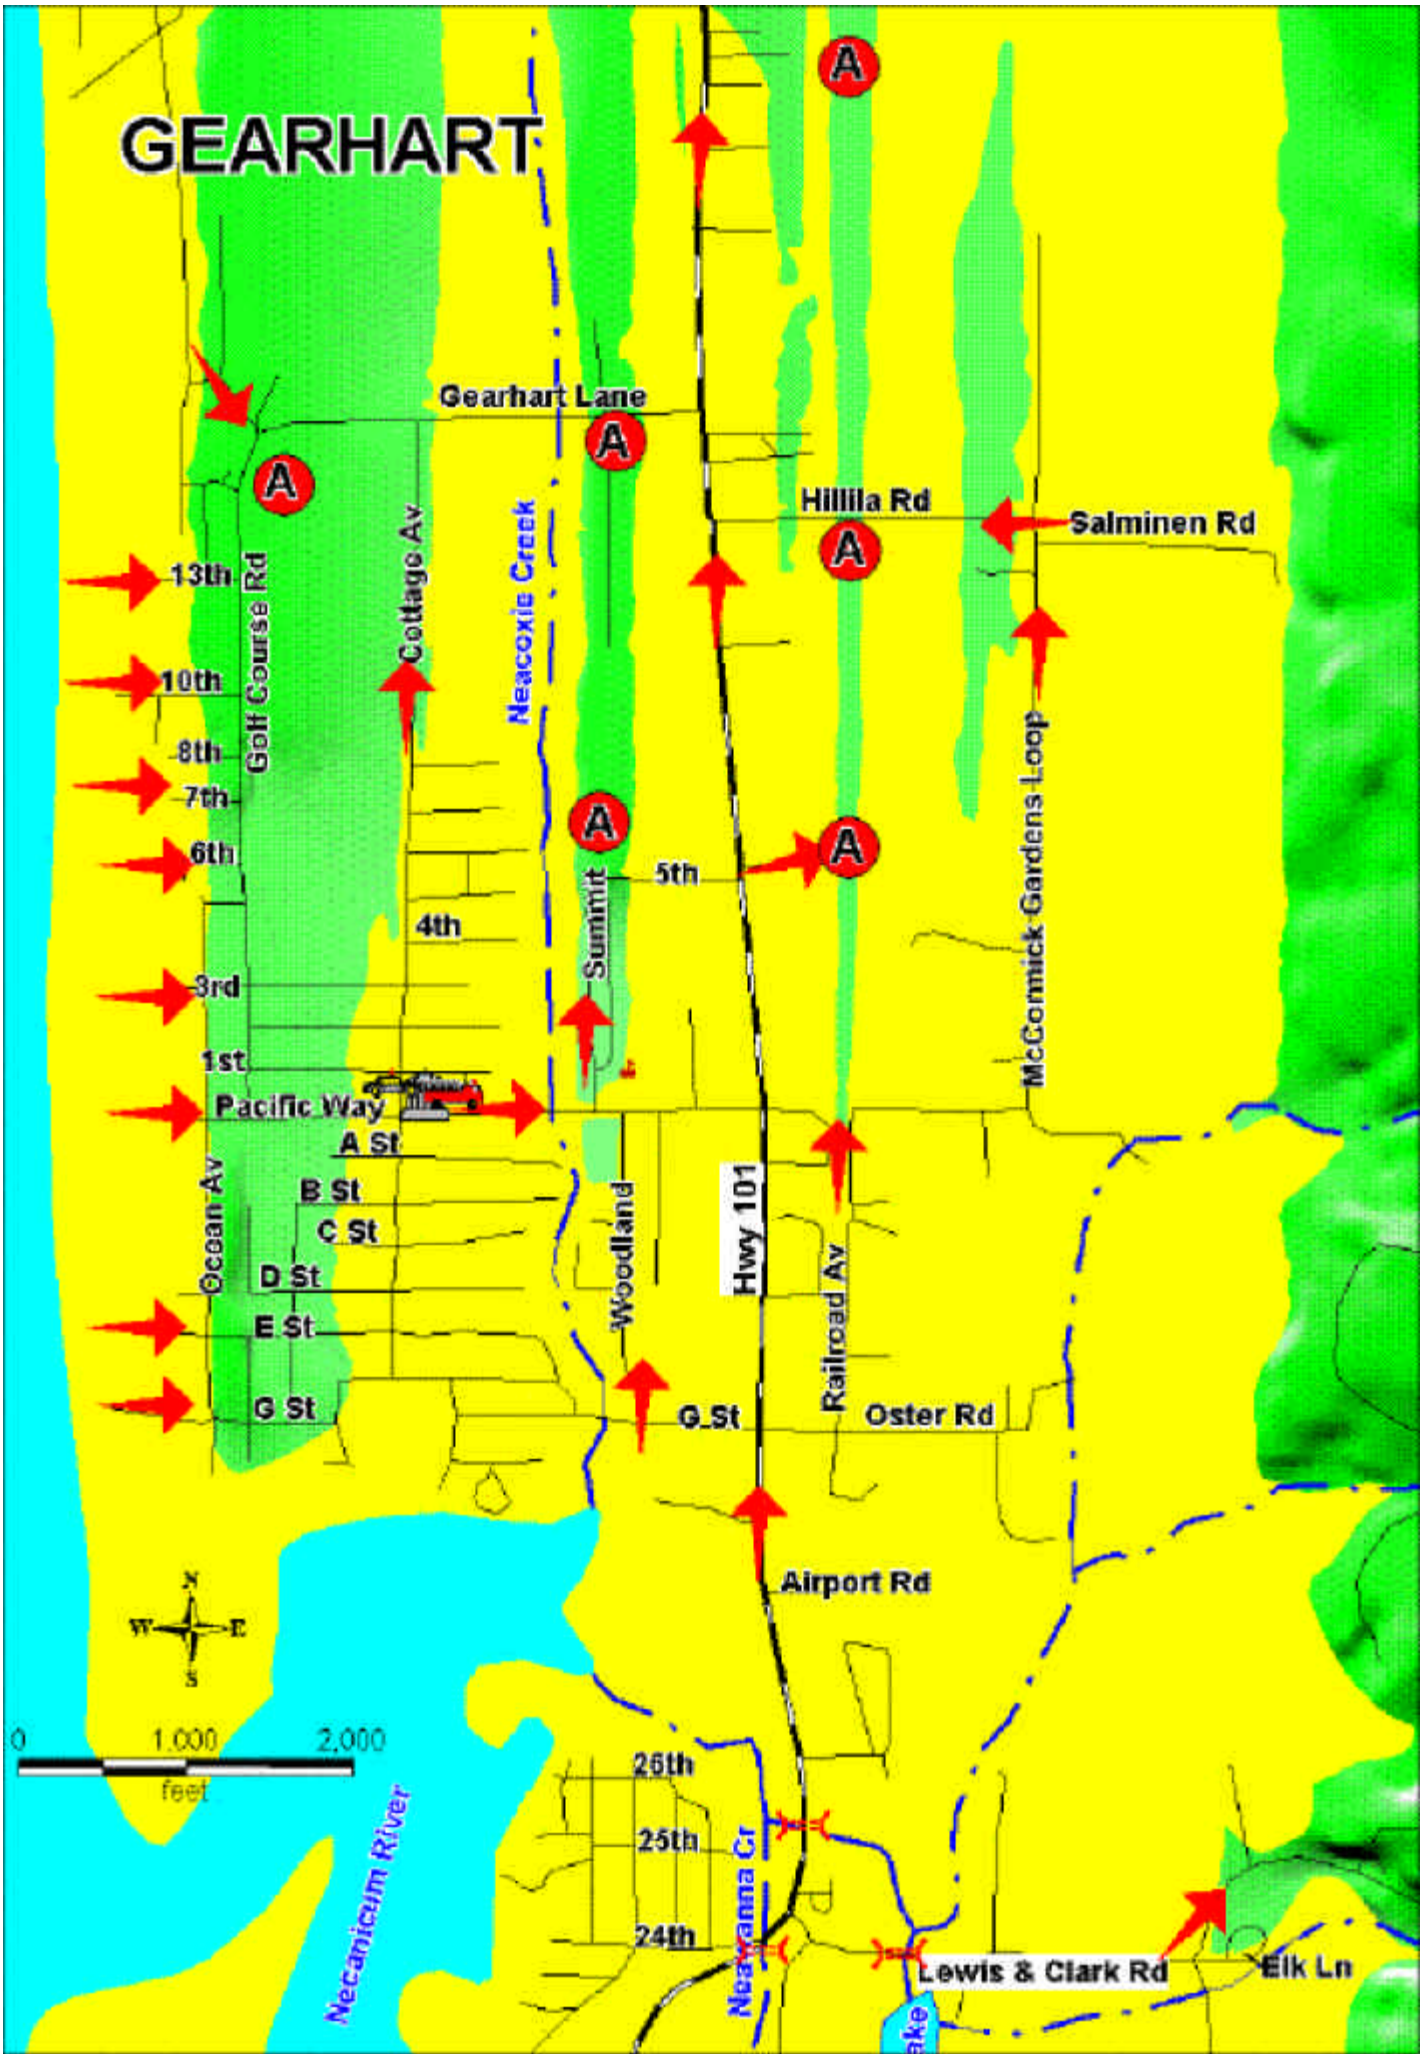 A
GEARHART
Gearhart Lane
A
A
Hillila Rd
Salminen Rd
A
13th
Golf Course Rd
Cottage Av
Neacoxie Creek
10th
8th
7th
McCormick Gardens Loop
A
A
6th
5th
Summit
4th
3rd
1st
Pacific Way
A St
Ocean Av
B St
Woodland
Hwy 101
C St
D St
Railroad Av
E St
G St
G St
Oster Rd
Airport Rd
N
W E
S
0 1,000 2,000
feet
26th
Necanicum River
25th
Neawanna Cr
24th
Lewis & Clark Rd
Elk Ln
ake